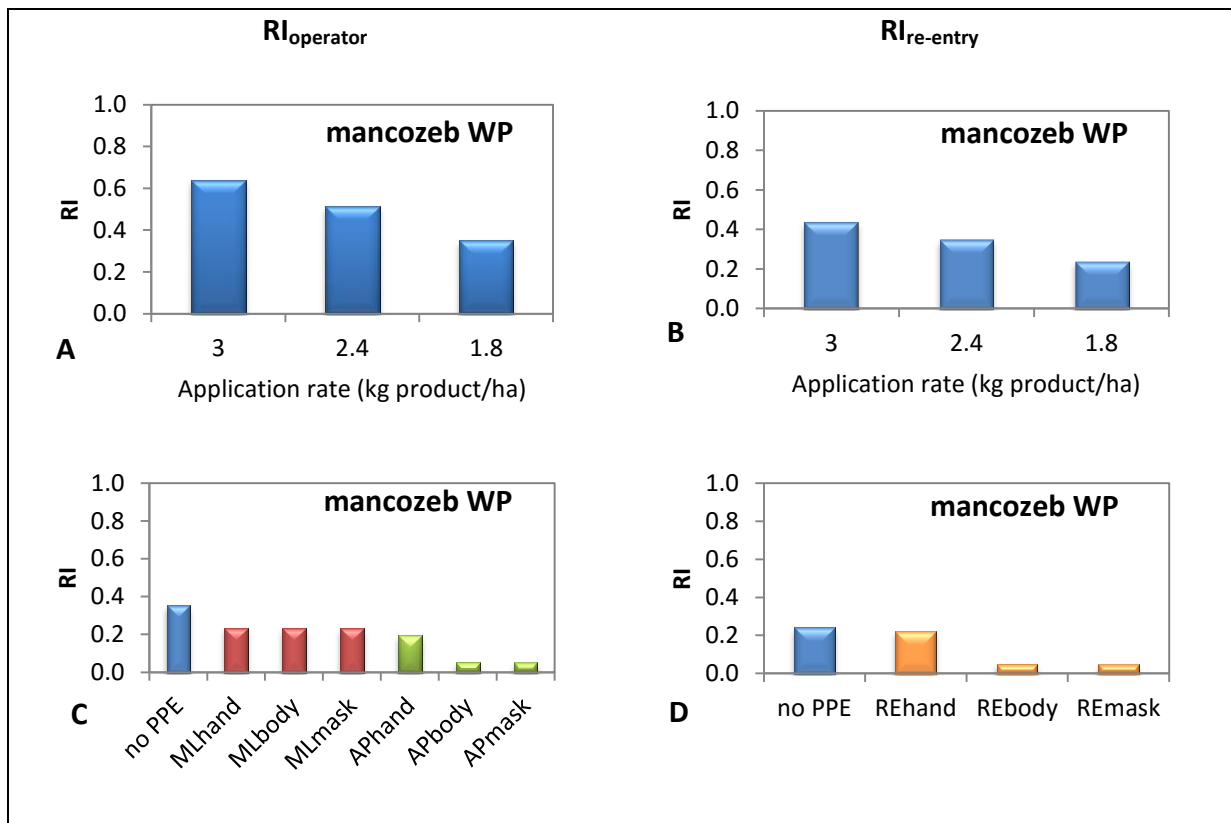 RIoperator
RIre-entry
mancozeb WP
1.0
0.8
0.6
0.4
0.2
0.0
RI
3 2.4 1.8
A
Application rate (kg product/ha)
mancozeb WP
1.0
0.8
0.6
0.4
0.2
0.0
RI
3 2.4 1.8
B
Application rate (kg product/ha)
mancozeb WP
1.0
0.8
0.6
0.4
0.2
0.0
RI
C
no PPE
MLhand
MLbody
MLmask
APhand
APbody
APmask
mancozeb WP
1.0
0.8
0.6
0.4
0.2
0.0
RI
D
no PPE REhand REbody REmask